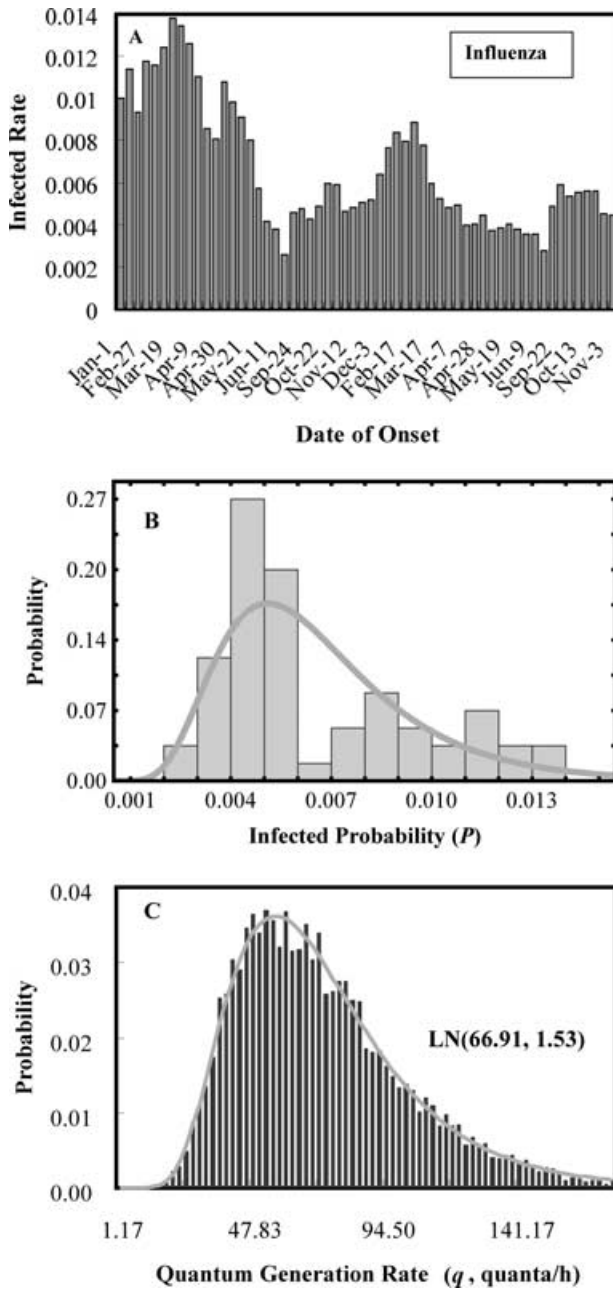 A
Influenza
Infected Rate
0.014
0.012
0.01
0.008
0.006
0.004
0.002
0
Jan-1
Feb-27
Mar-19
Apr-9
Apr-30
May-21
Jun-11
Sep-24
Oct-22
Nov-12
Dec-3
Feb-17
Mar-17
Apr-7
Apr-28
May-19
Jun-9
Sep-22
Oct-13
Nov-3
Date of Onset
B
Probability
0.27
0.20
0.14
0.07
0.00
0.001 0.004 0.007 0.010 0.013
Infected Probability (P)
C
LN(66.91, 1.53)
Probability
0.04
0.03
0.02
0.01
0.00
1.17 47.83 94.50 141.17
Quantum Generation Rate (q, quanta/h)